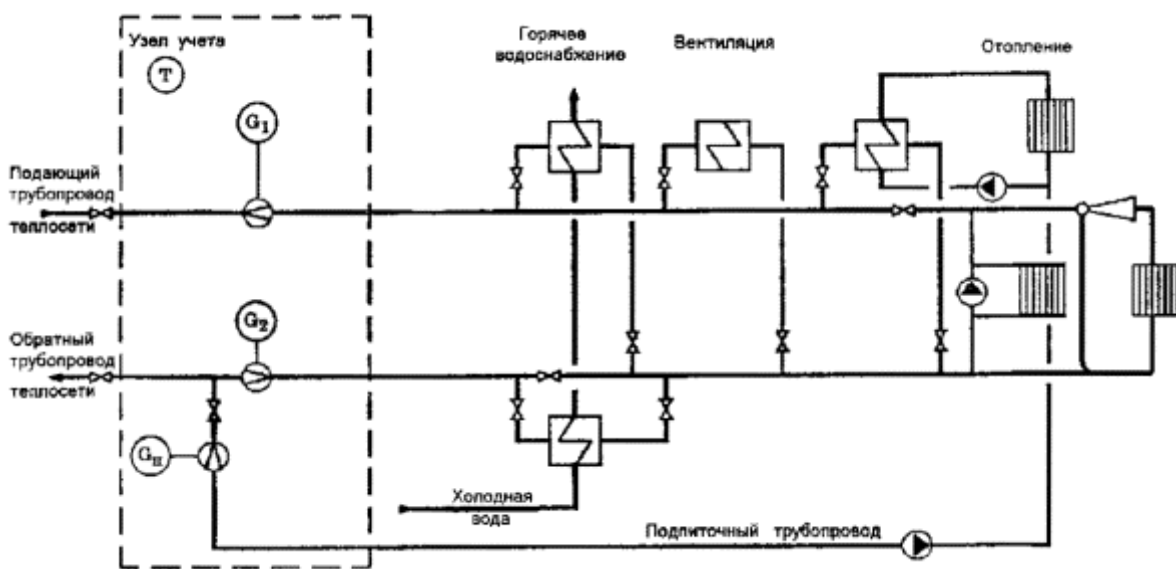 Узел учета
T
G1
Горячее
водоснабжение
Вентиляция
Отопление
Подающий
трубопровод
теплосети
G2
Обратный
трубопровод
теплосети
Gп
Холодная
вода
Подпиточный трубопровод